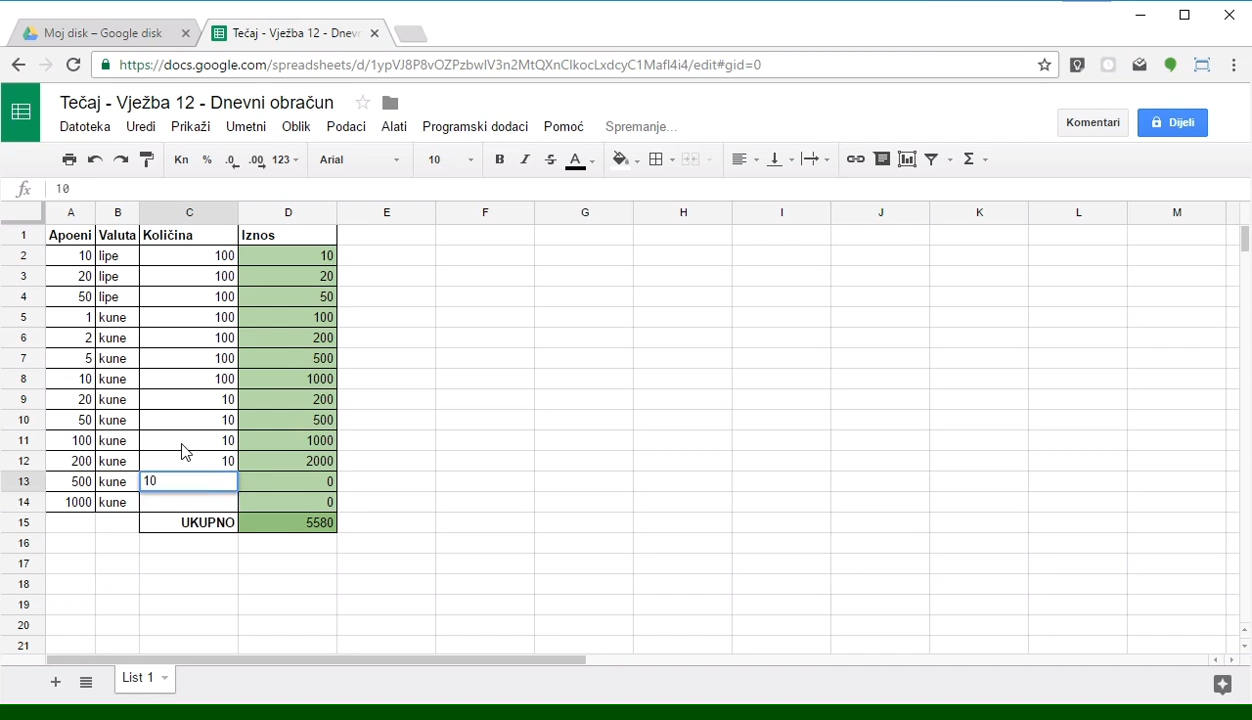 Moj disk – Google disk
Tečaj - Vježba 12 - Dnevn
https://docs.google.com/spreadsheets/d/1ypVJ8P8vOZPzbwIV3n2MtQXnClkocLxdcyC1Mafl4i4/edit#gid=0
Tečaj - Vježba 12 - Dnevni obračun
Datoteka Uredi Prikaži Umetni Oblik Podaci Alati Programski dodaci Pomoć Spremanje...
Komentari Dijeli
Kn % .0 .00 123 Arial 10 B I S A Σ
fx 10
A B C D E F G H I J K L M
1 Apoeni Valuta Količina Iznos
2 10 lipe 100 10
3 20 lipe 100 20
4 50 lipe 100 50
5 1 kune 100 100
6 2 kune 100 200
7 5 kune 100 500
8 10 kune 100 1000
9 20 kune 10 200
10 50 kune 10 500
11 100 kune 10 1000
12 200 kune 10 2000
13 500 kune 10 0
14 1000 kune 0
15 UKUPNO 5580
16
17
18
19
20
21
List 1